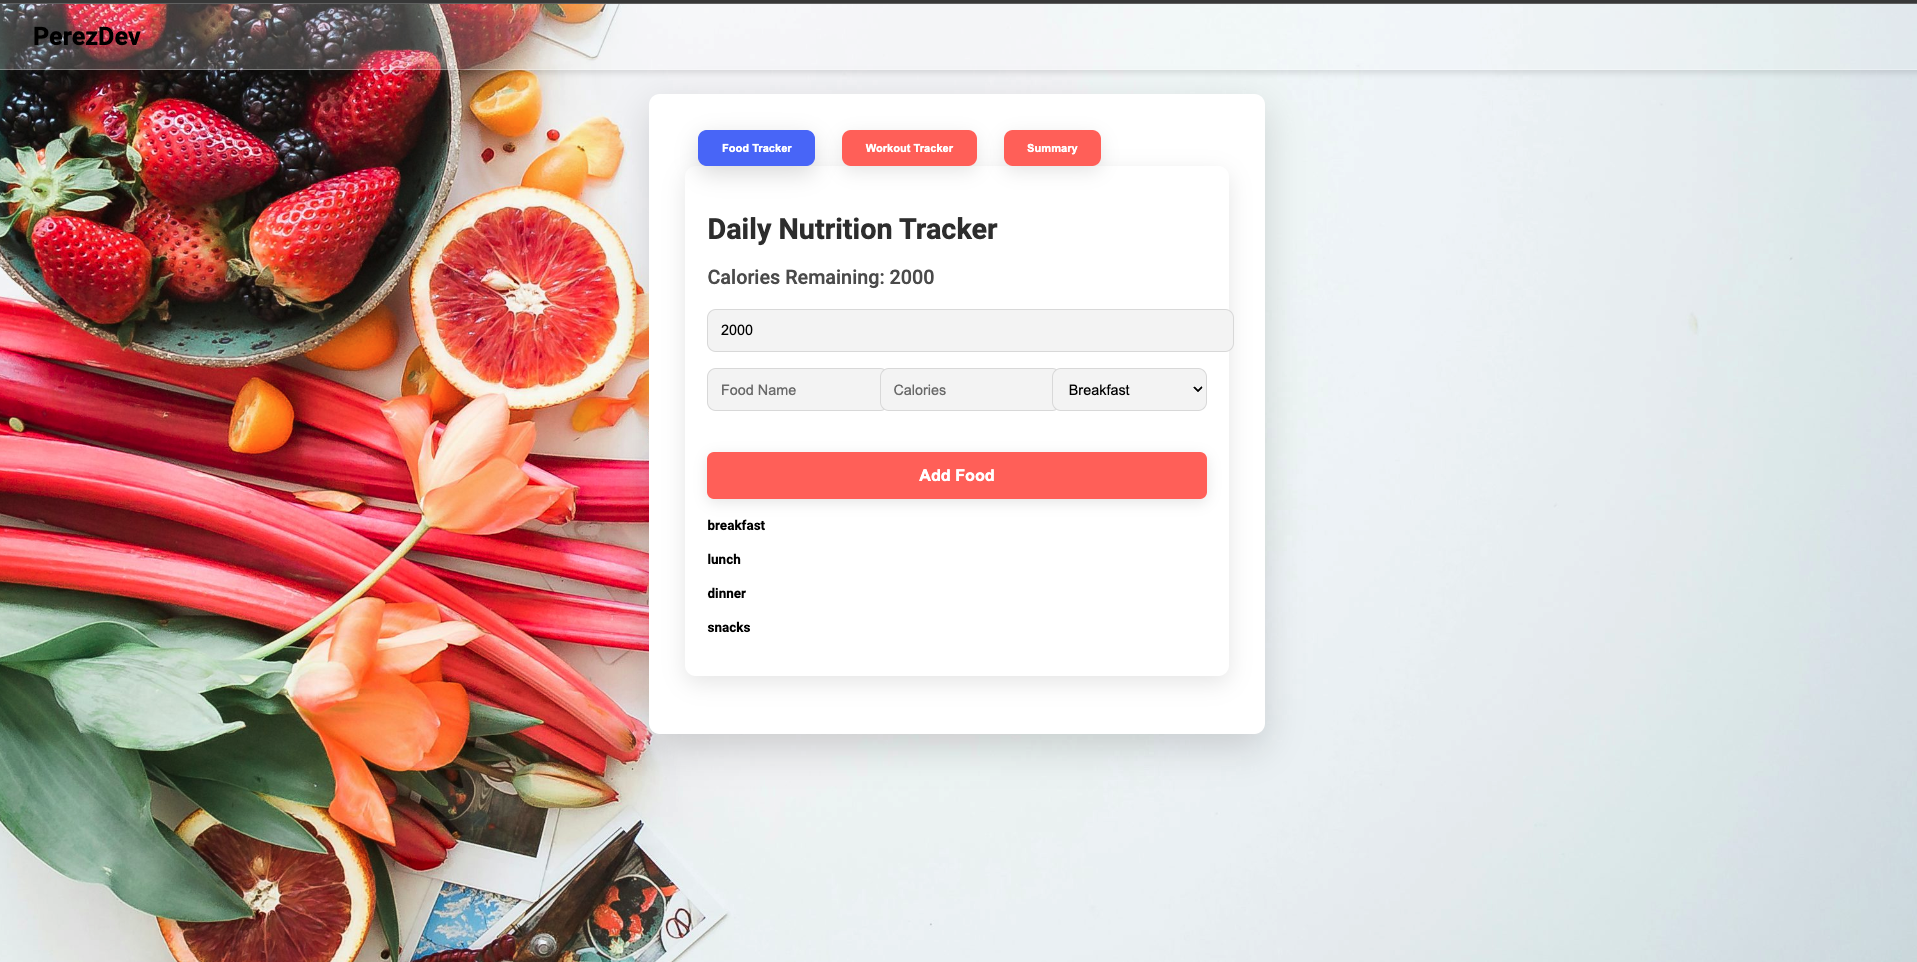 PerezDev
Food Tracker Workout Tracker Summary
Daily Nutrition Tracker
Calories Remaining: 2000
2000
Food Name Calories Breakfast
Add Food
breakfast
lunch
dinner
snacks